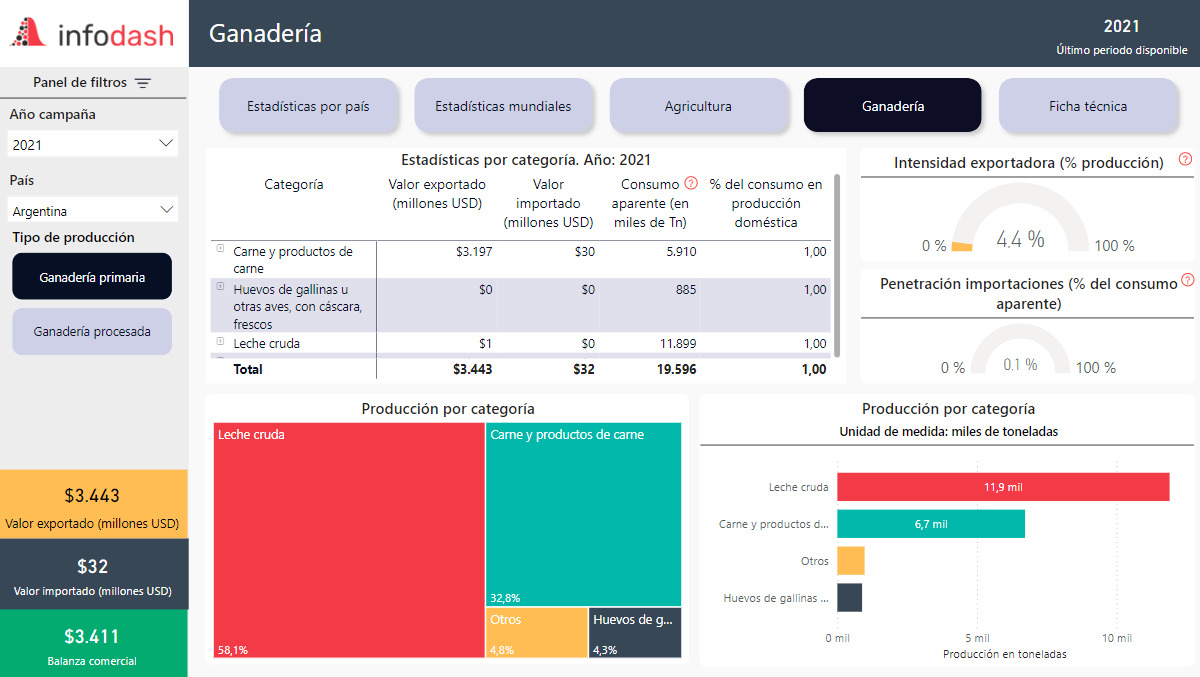 infodash
Ganadería
2021
Último periodo disponible
Panel de filtros
Año campaña
2021
País
Argentina
Tipo de producción
Ganadería primaria
Ganadería procesada
$3.443
Valor exportado (millones USD)
$32
Valor importado (millones USD)
$3.411
Balanza comercial
Estadísticas por país
Estadísticas mundiales
Agricultura
Ganadería
Ficha técnica
Estadísticas por categoría. Año: 2021
Categoría
Valor exportado
(millones USD)
Valor
importado
(millones USD)
Consumo ?
aparente (en
miles de Tn)
% del consumo en
producción
doméstica
Carne y productos de
carne
$3.197
$30
5.910
1,00
Huevos de gallinas u
otras aves, con cáscara,
frescos
$0
$0
885
1,00
Leche cruda
$1
$0
11.899
1,00
Total
$3.443
$32
19.596
1,00
Intensidad exportadora (% producción) ?
0 %
4.4 %
100 %
Penetración importaciones (% del consumo ?
aparente)
0 %
0.1 %
100 %
Producción por categoría
Leche cruda
58,1%
Carne y productos de carne
32,8%
Otros
4,8%
Huevos de g...
4,3%
Producción por categoría
Unidad de medida: miles de toneladas
Leche cruda
11,9 mil
Carne y productos d...
6,7 mil
Otros
Huevos de gallinas ...
0 mil
5 mil
10 mil
Producción en toneladas